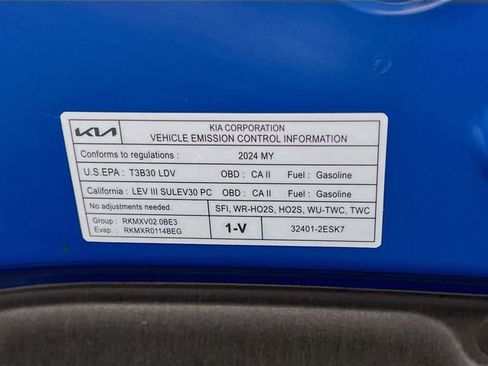 KIA
KIA CORPORATION
VEHICLE EMISSION CONTROL INFORMATION
Conforms to regulations : 2024 MY
U.S.EPA : T3B30 LDV OBD : CA II Fuel : Gasoline
California : LEV III SULEV30 PC OBD : CA II Fuel : Gasoline
No adjustments needed. SFI, WR-HO2S, HO2S, WU-TWC, TWC
Group : RKMXV02.0BE3
Evap. : RKMXR0114BEG
1-V
32401-2ESK7